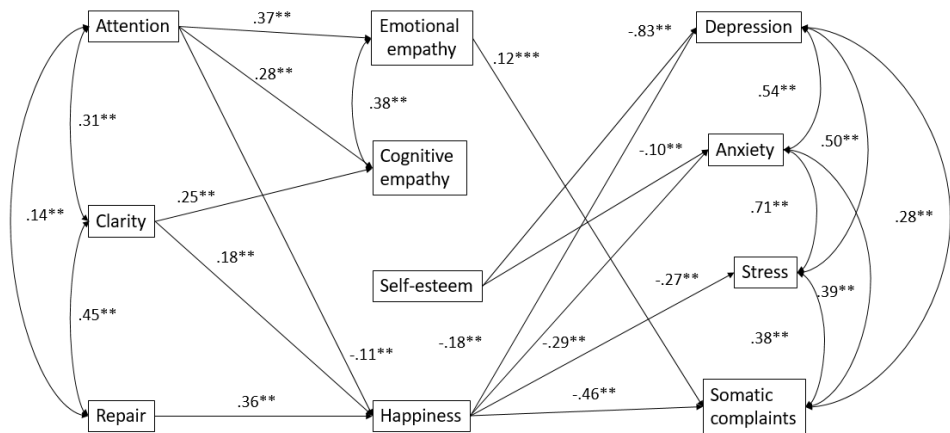 Attention
.37**
Emotional
empathy
.12***
-.83**
Depression
.28**
.54**
.38**
.31**
Cognitive
empathy
-.10**
Anxiety
.50**
.25**
.71**
.14**
Clarity
.28**
.18**
Self-esteem
-.27**
Stress
.39**
.45**
-.11**
-.18**
-.29**
.38**
Repair
.36**
Happiness
-.46**
Somatic
complaints